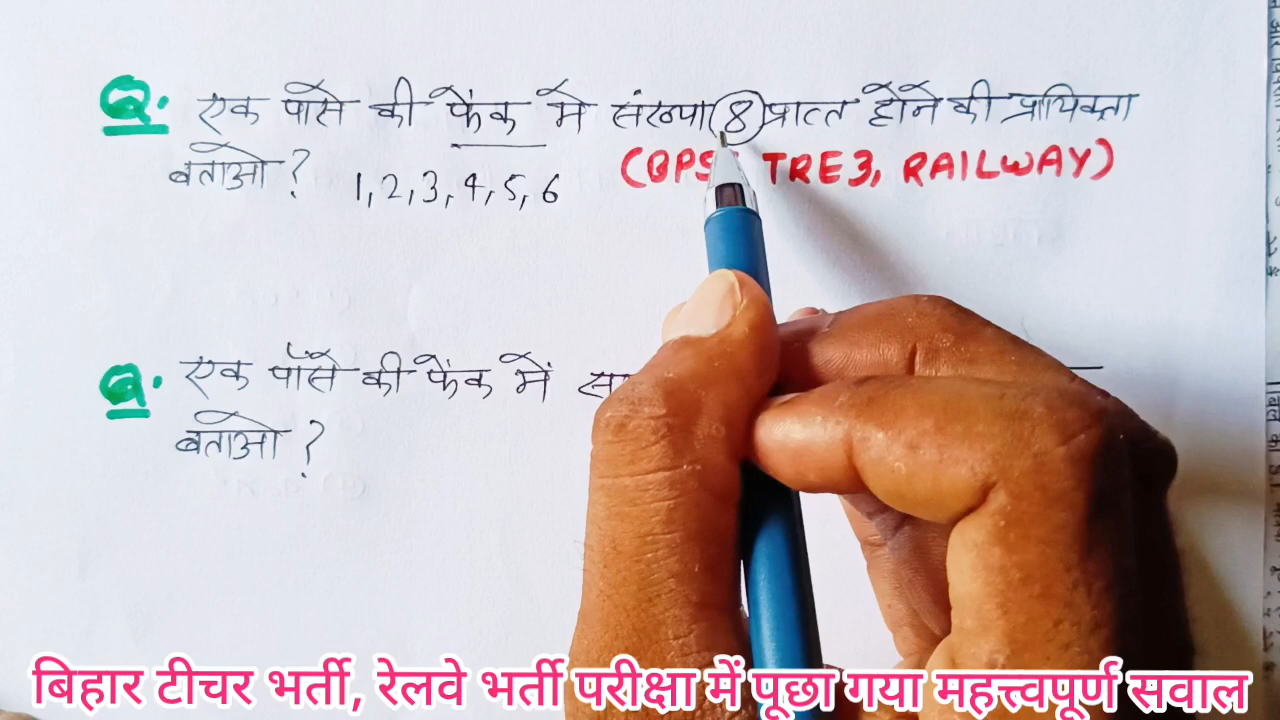 Q. एक पाँसे की फेंक मे संख्या (8) प्राप्त होने की प्रायिकता
बताओ ? 1, 2, 3, 4, 5, 6 (BPS TRE3, RAILWAY)
Q. एक पाँसे की फेंक में
बताओ ?
बिहार टीचर भर्ती, रेलवे भर्ती परीक्षा में पूछा गया महत्त्वपूर्ण सवाल